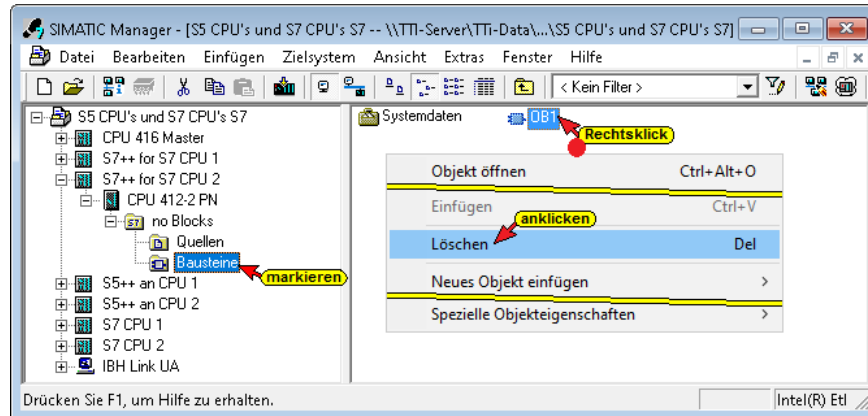 SIMATIC Manager - [S5 CPU's und S7 CPU's S7 -- \\TTI-Server\TTi-Data\...\S5 CPU's und S7 CPU's S7]
Datei Bearbeiten Einfügen Zielsystem Ansicht Extras Fenster Hilfe
< Kein Filter >
S5 CPU's und S7 CPU's S7
CPU 416 Master
S7++ for S7 CPU 1
S7++ for S7 CPU 2
CPU 412-2 PN
no Blocks
Quellen
Bausteine
markieren
S5++ an CPU 1
S5++ an CPU 2
S7 CPU 1
S7 CPU 2
IBH Link UA
Systemdaten OB1
Rechtsklick
Objekt öffnen Ctrl+Alt+O
Einfügen Ctrl+V
anklicken
Löschen Del
Neues Objekt einfügen >
Spezielle Objekteigenschaften >
Drücken Sie F1, um Hilfe zu erhalten. Intel(R) Etl